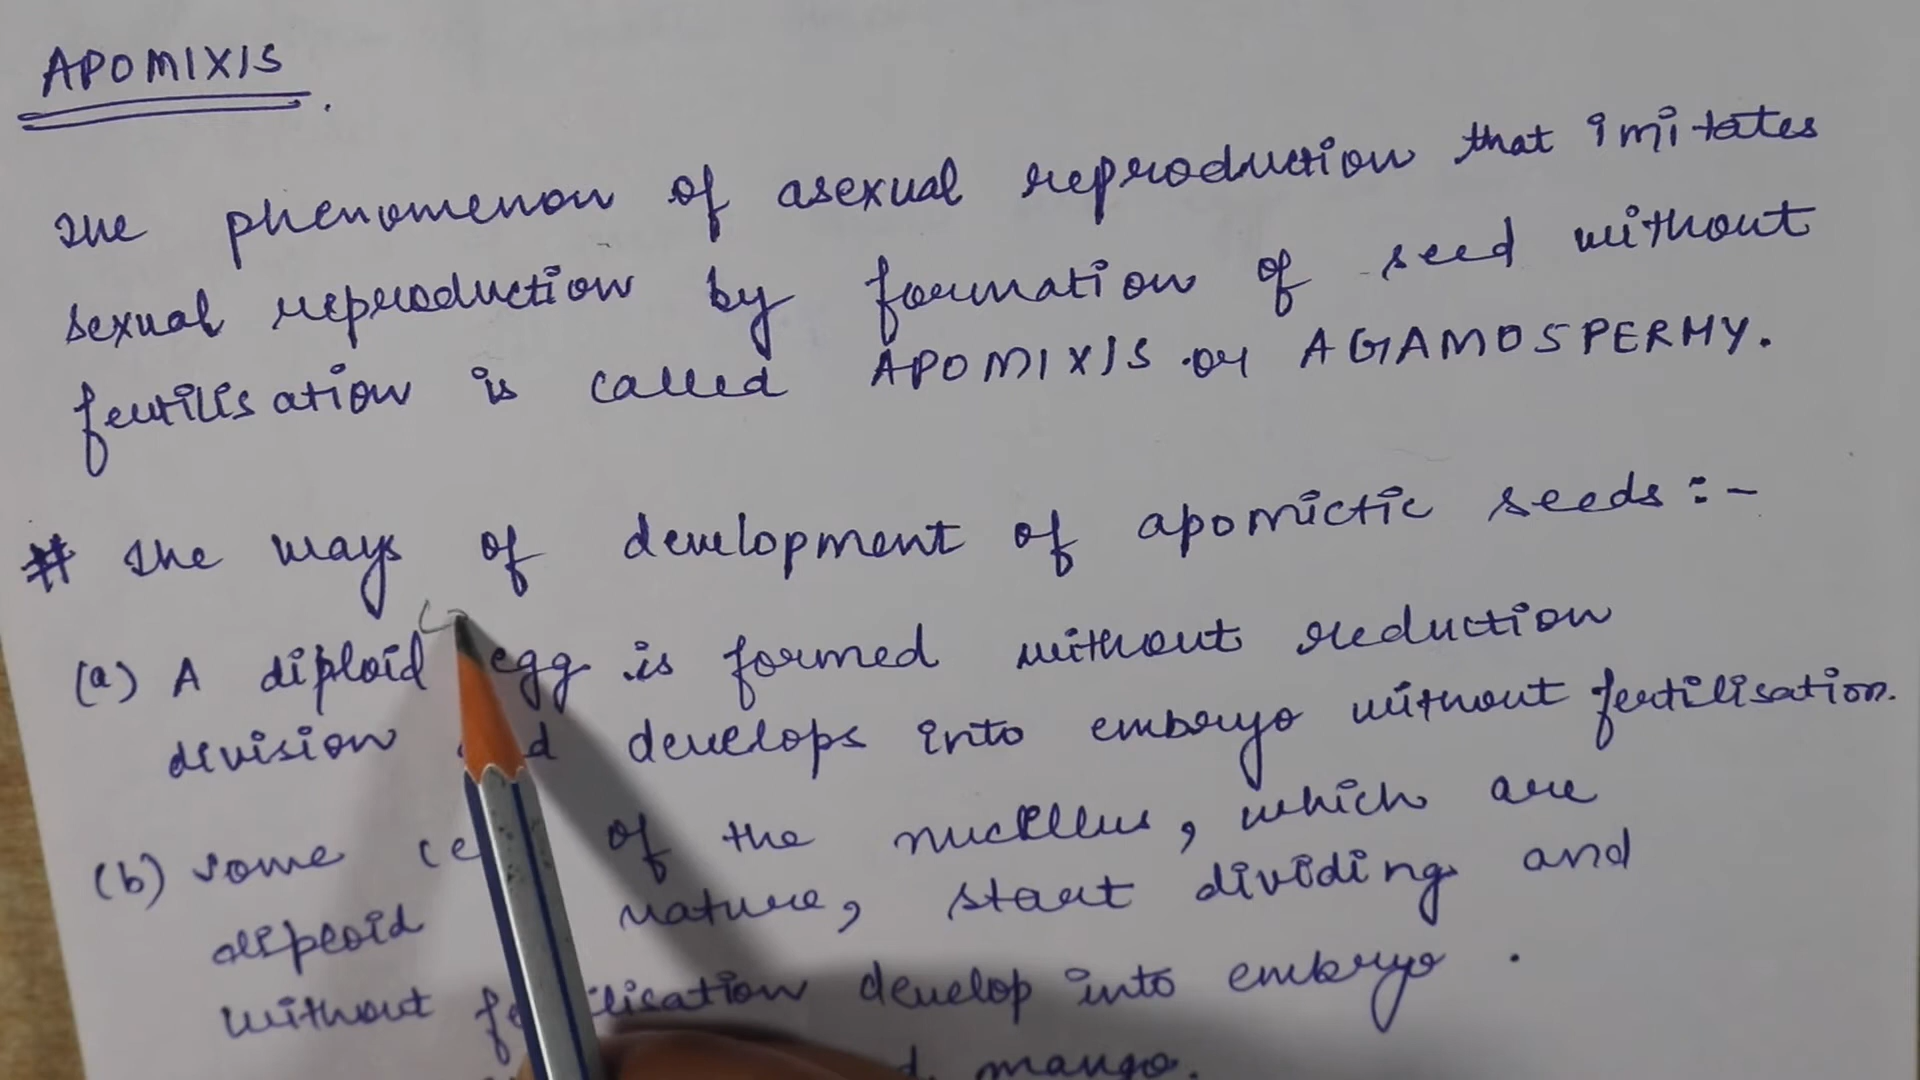 APOMIXIS
The phenomenon of asexual reproduction that imitates
sexual reproduction by formation of seed without
fertilisation is called APOMIXIS or AGAMOSPERMY.
# The ways of development of apomictic seeds :-
(a) A diploid egg is formed without reduction
division develops into embryo without fertilisation.
(b) some of the nucellus, which are
diploid nature, start dividing and
without develop into embryo.
mango.